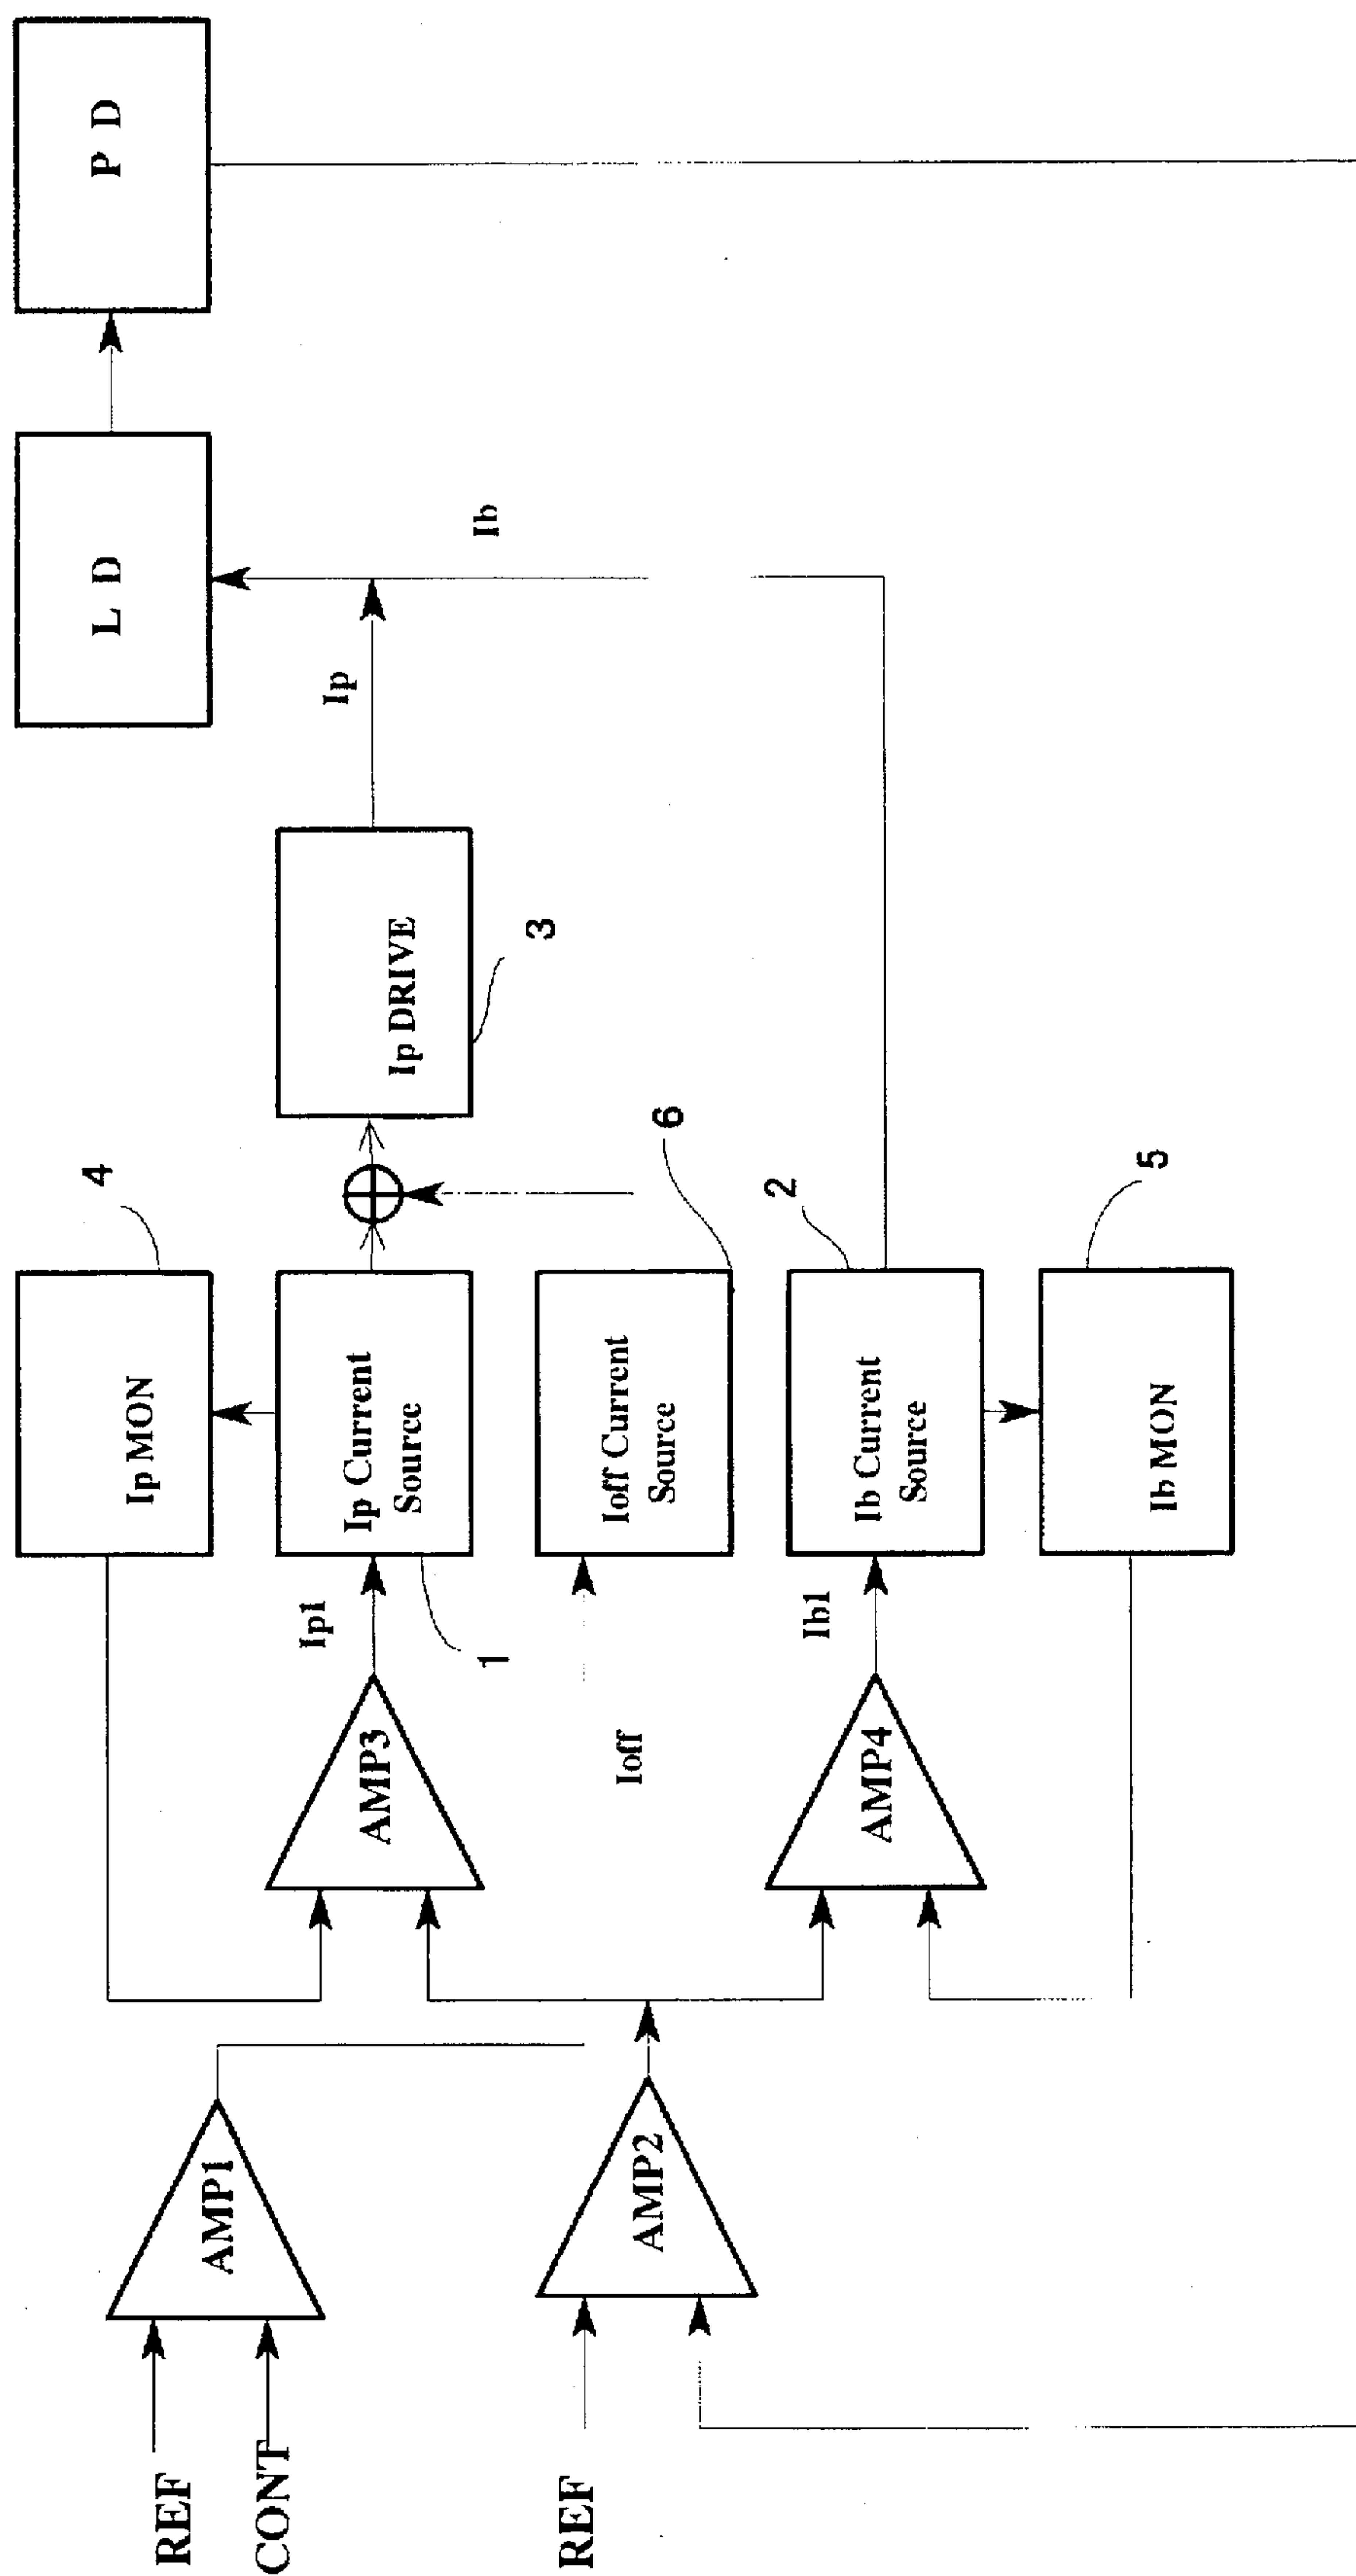 P D
L D
Ib
Ip
Ip DRIVE
3
4
6
2
5
Ip MON
Ip Current
Source
Ioff Current
Source
Ib Current
Source
Ib MON
Ip1
1
Ib1
AMP3
Ioff
AMP4
AMP1
AMP2
REF
CONT
REF